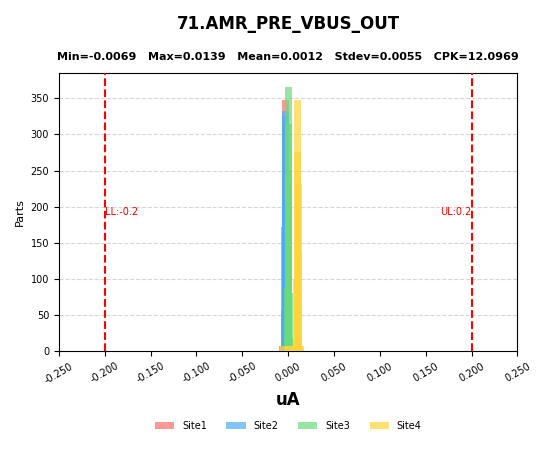 71.AMR_PRE_VBUS_OUT
Min=-0.0069 Max=0.0139 Mean=0.0012 Stdev=0.0055 CPK=12.0969
350
300
250
200
150
100
50
0
Parts
LL:-0.2
UL:0.2
-0.250 -0.200 -0.150 -0.100 -0.050 0.000 0.050 0.100 0.150 0.200 0.250
uA
Site1 Site2 Site3 Site4